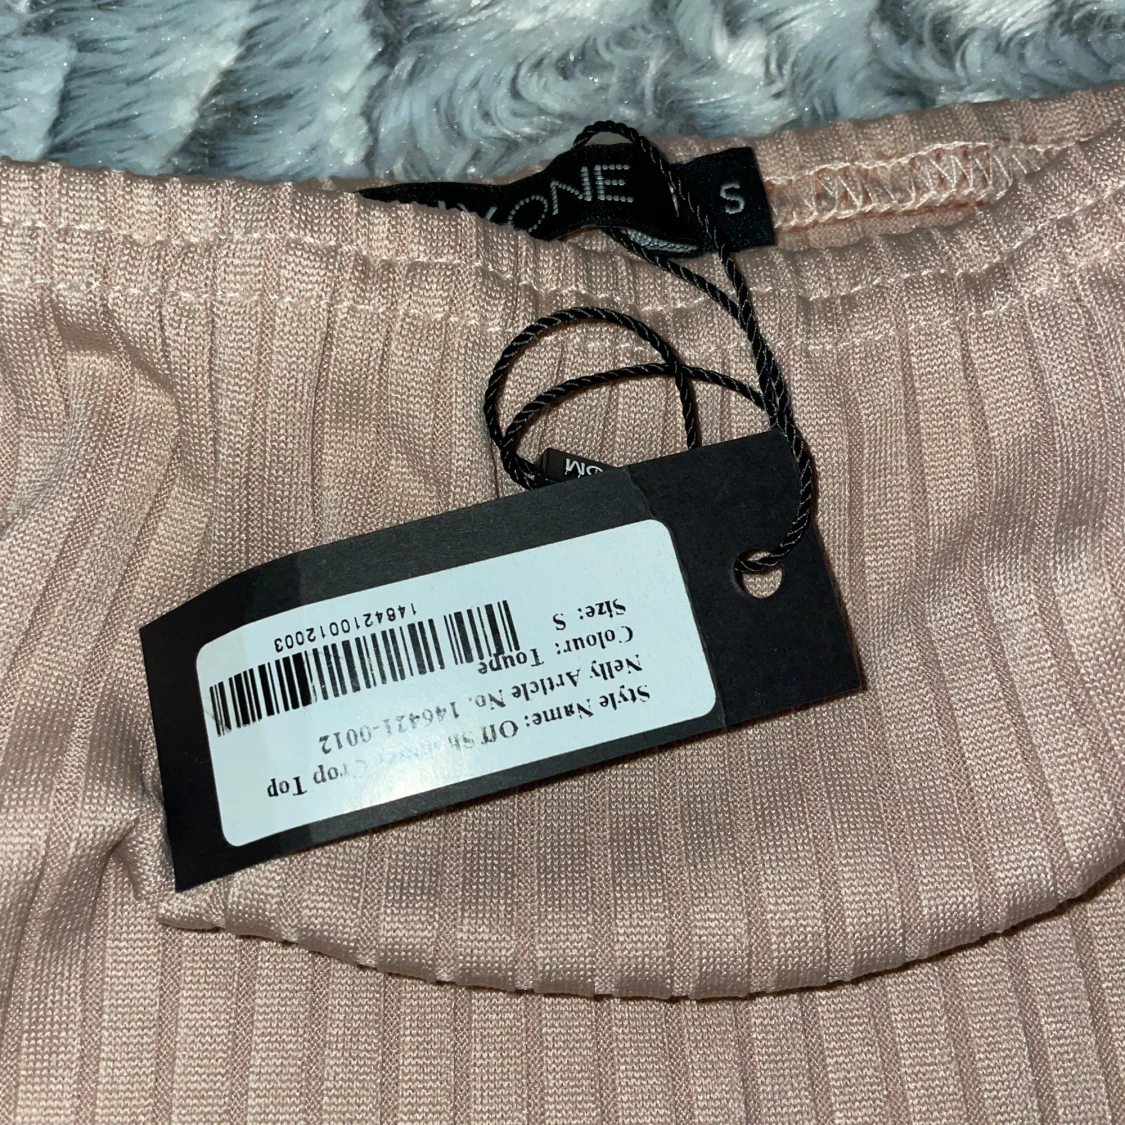 ONE
S
Style Name: Off Crop Top
Nelly Article No. 146421-0012
Colour: Toupe
Size: S
1464210012003